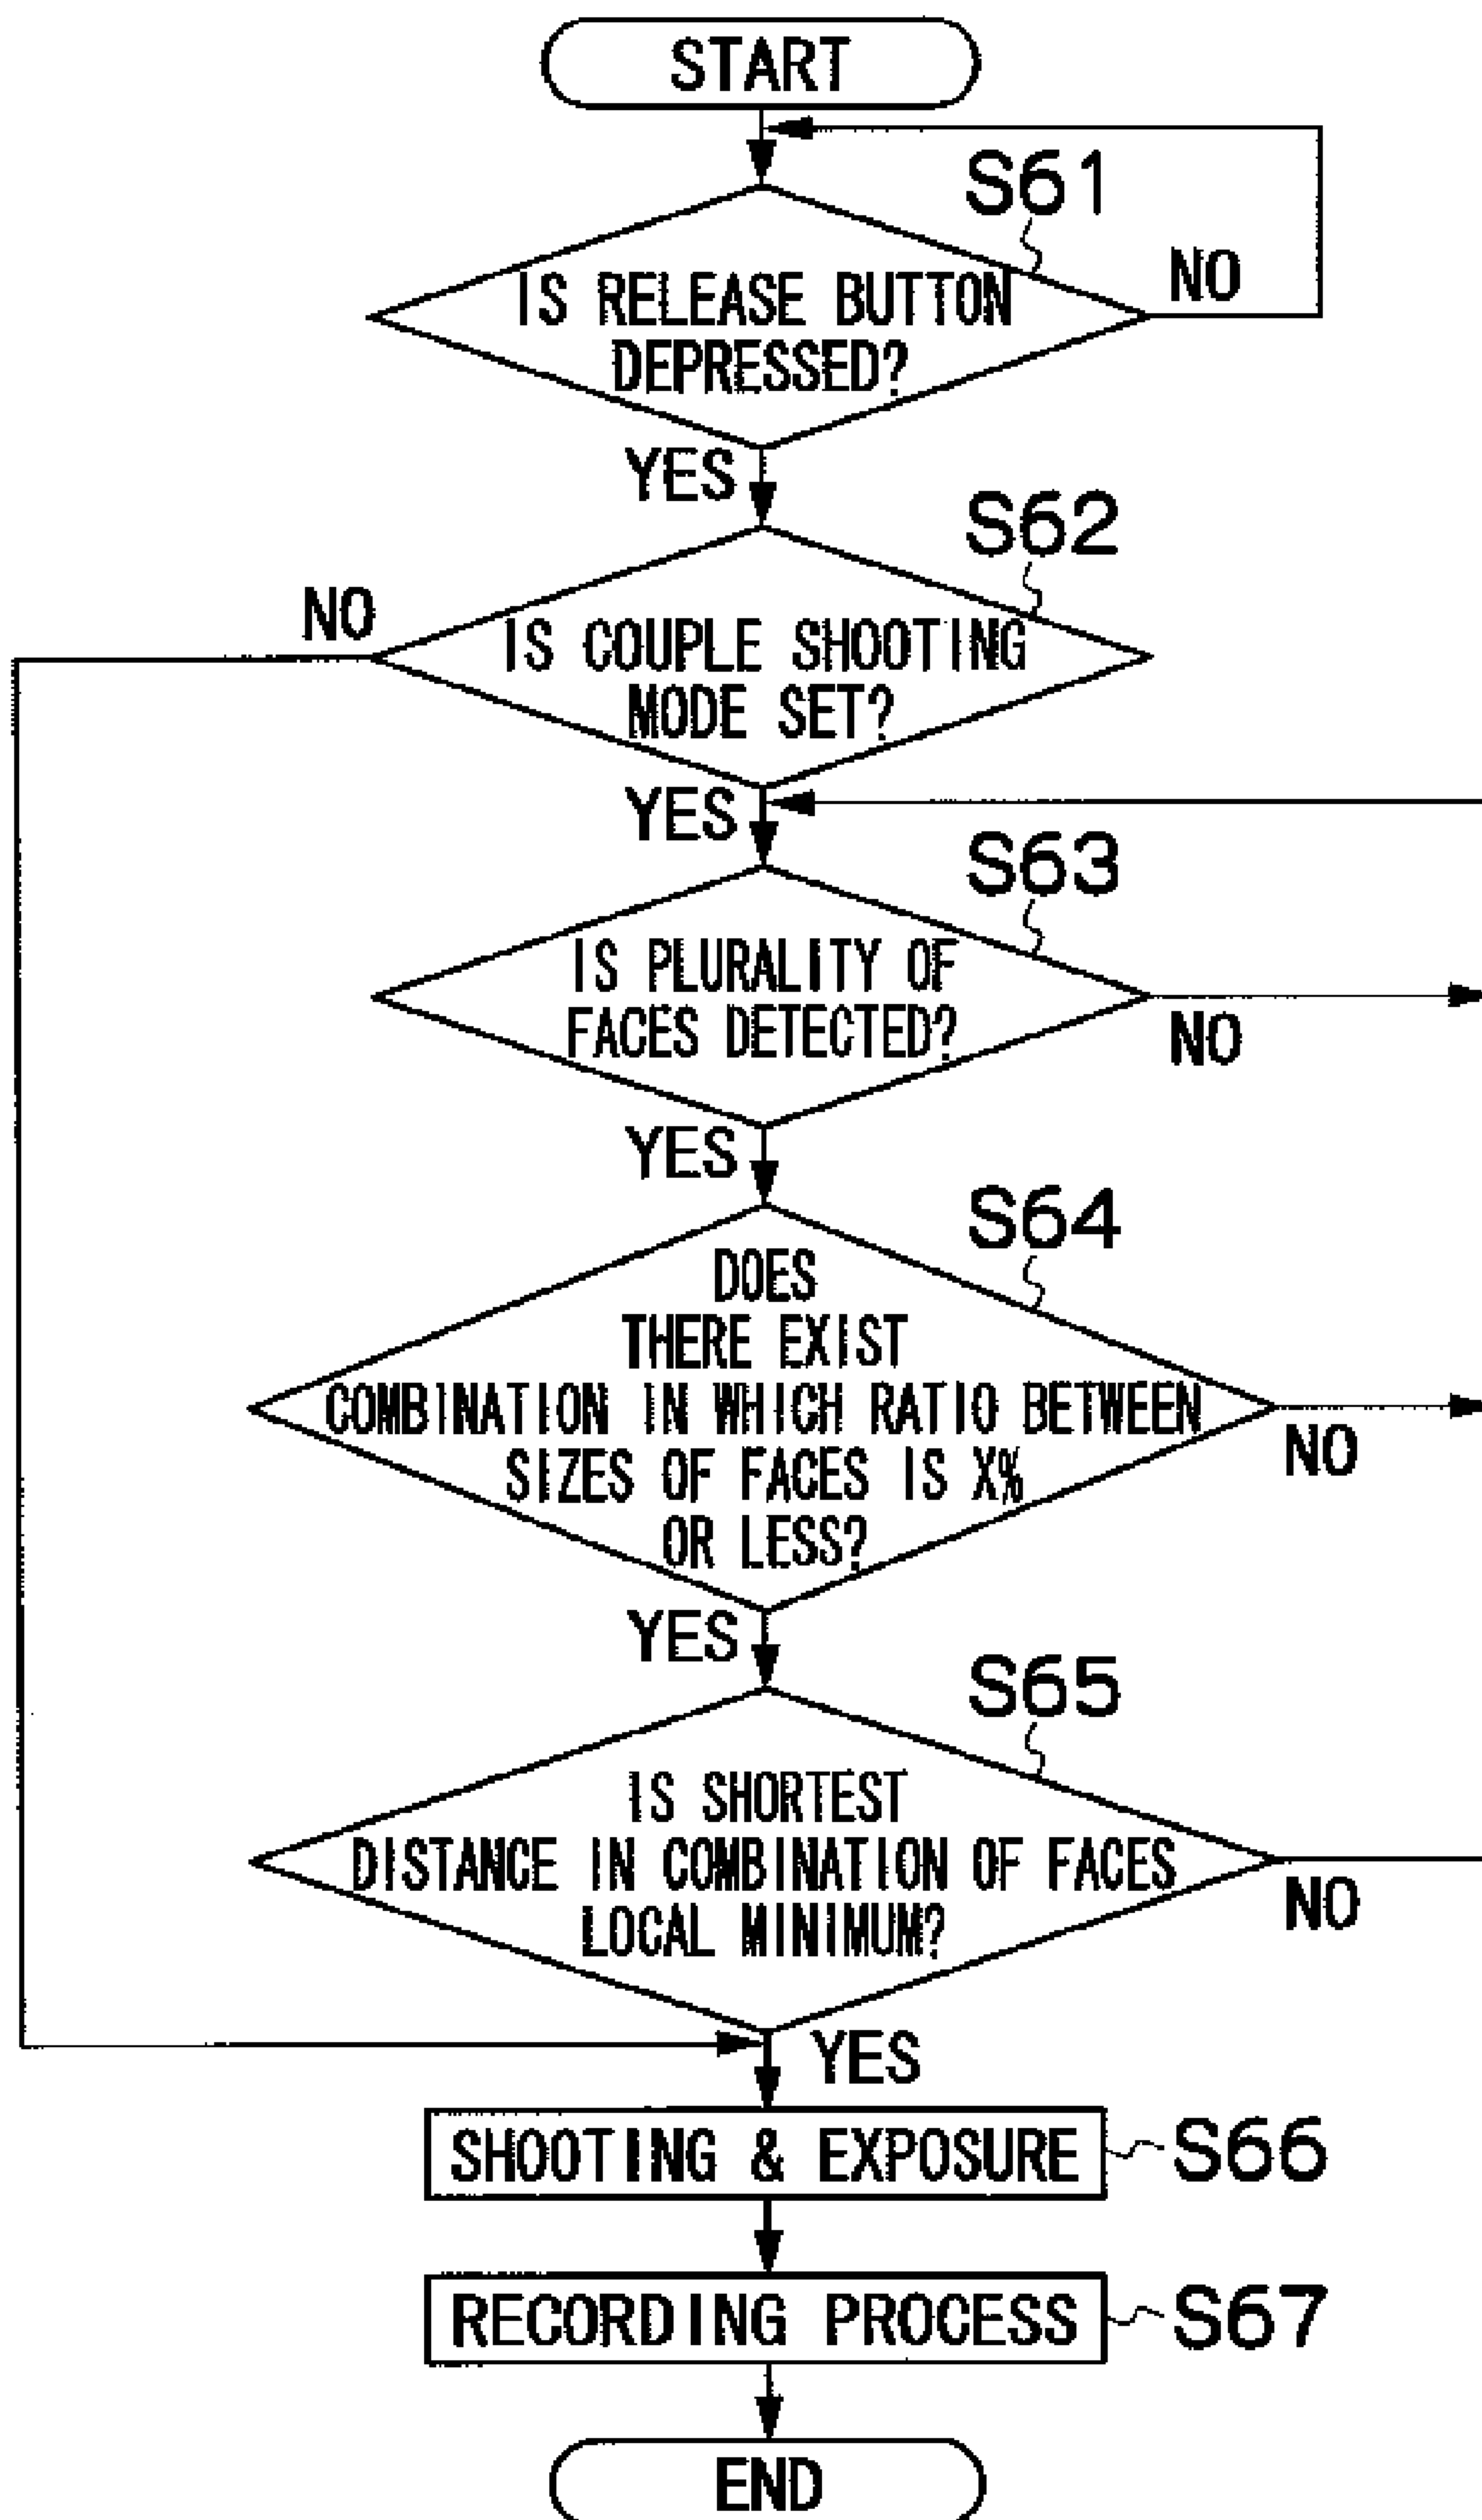 START
S61
IS RELEASE BUTTON
DEPRESSED?
NO
YES
S62
NO
IS COUPLE SHOOTING
MODE SET?
YES
S63
IS PLURALITY OF
FACES DETECTED?
NO
YES
S64
DOES
THERE EXIST
COMBINATION IN WHICH RATIO BETWEEN
SIZES OF FACES IS X%
OR LESS?
NO
YES
S65
IS SHORTEST
DISTANCE IN COMBINATION OF FACES
LOCAL MINIMUM?
NO
YES
SHOOTING & EXPOSURE
S66
RECORDING PROCESS
S67
END